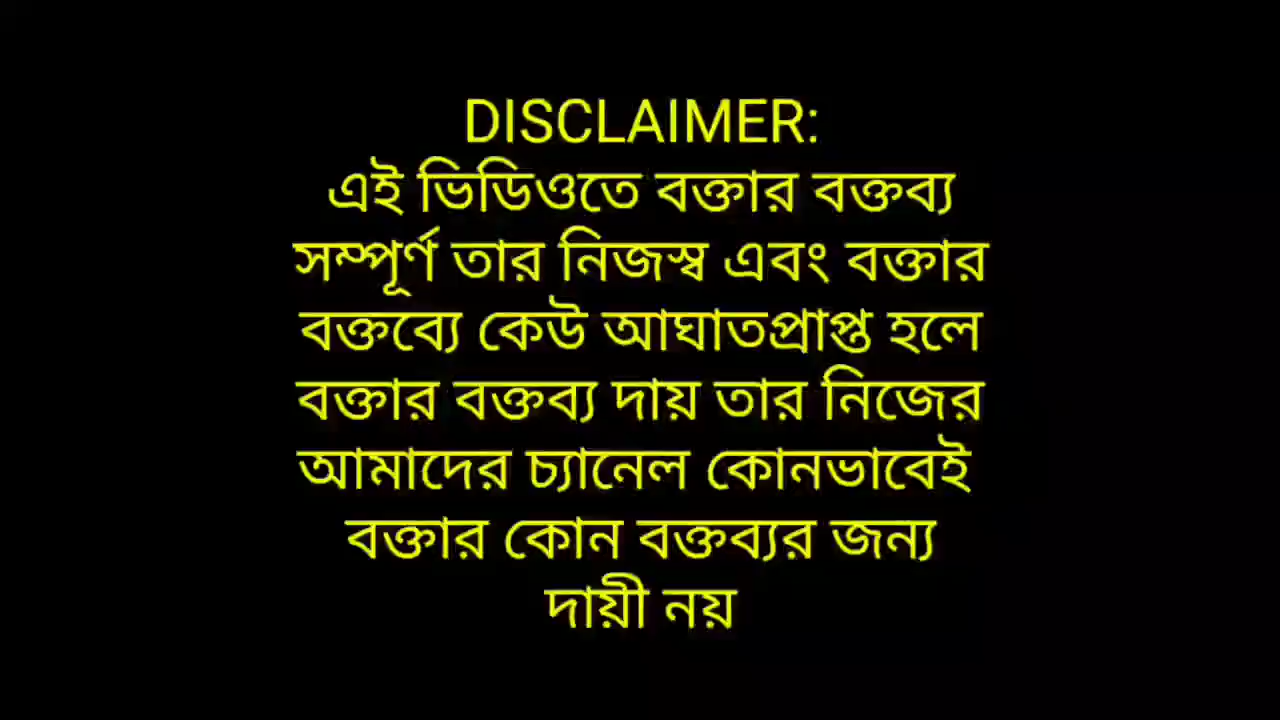 DISCLAIMER:
এই ভিডিওতে বক্তার বক্তব্য
সম্পূর্ণ তার নিজস্ব এবং বক্তার
বক্তব্যে কেউ আঘাতপ্রাপ্ত হলে
বক্তার বক্তব্য দায় তার নিজের
আমাদের চ্যানেল কোনভাবেই
বক্তার কোন বক্তব্যর জন্য
দায়ী নয়